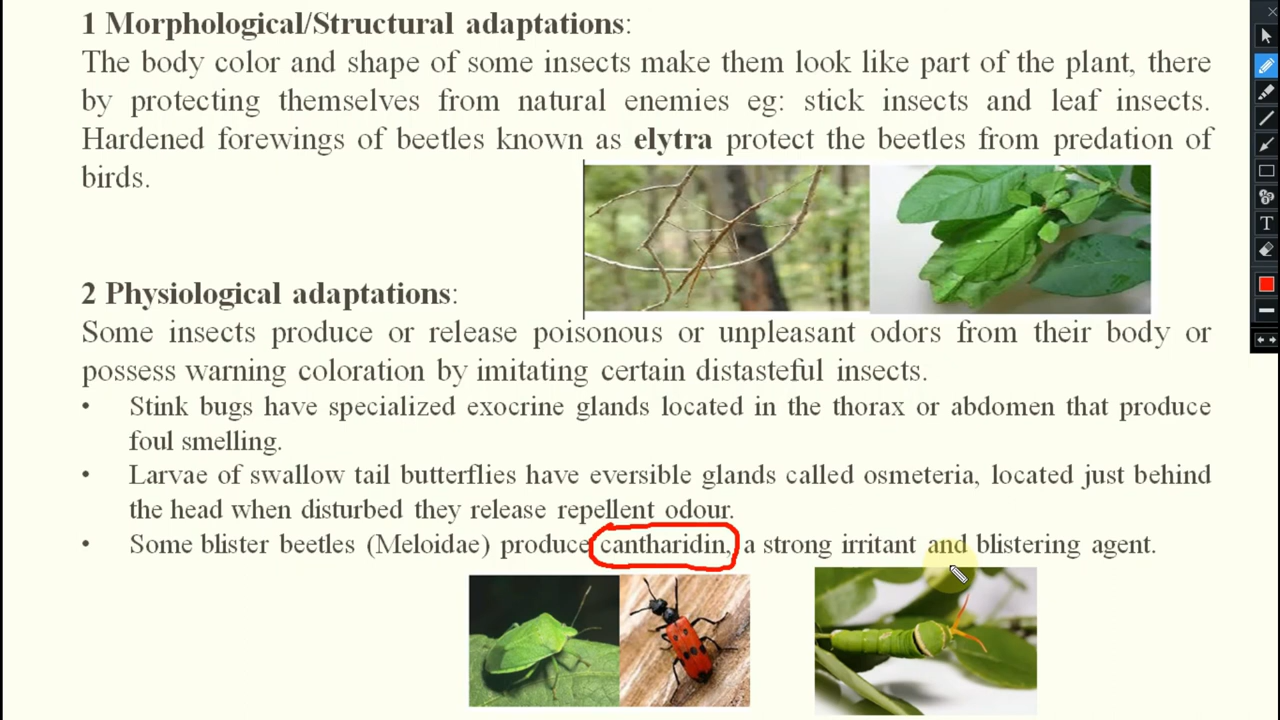 1 Morphological/Structural adaptations:
The body color and shape of some insects make them look like part of the plant, there
by protecting themselves from natural enemies eg: stick insects and leaf insects.
Hardened forewings of beetles known as elytra protect the beetles from predation of
birds.
2 Physiological adaptations:
Some insects produce or release poisonous or unpleasant odors from their body or
possess warning coloration by imitating certain distasteful insects.
• Stink bugs have specialized exocrine glands located in the thorax or abdomen that produce
foul smelling.
• Larvae of swallow tail butterflies have eversible glands called osmeteria, located just behind
the head when disturbed they release repellent odour.
• Some blister beetles (Meloidae) produce cantharidin, a strong irritant and blistering agent.
T